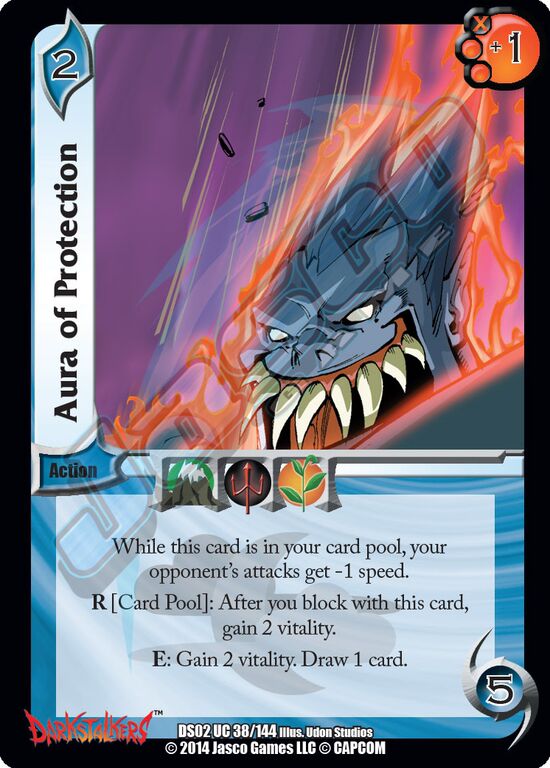 2
X
+1
Aura of Protection
Action
While this card is in your card pool, your
opponent's attacks get -1 speed.
R [Card Pool]: After you block with this card,
gain 2 vitality.
E: Gain 2 vitality. Draw 1 card.
5
DARKSTALKERS™
DS02 UC 38/144 Illus. Udon Studios
© 2014 Jasco Games LLC © CAPCOM
JASCO